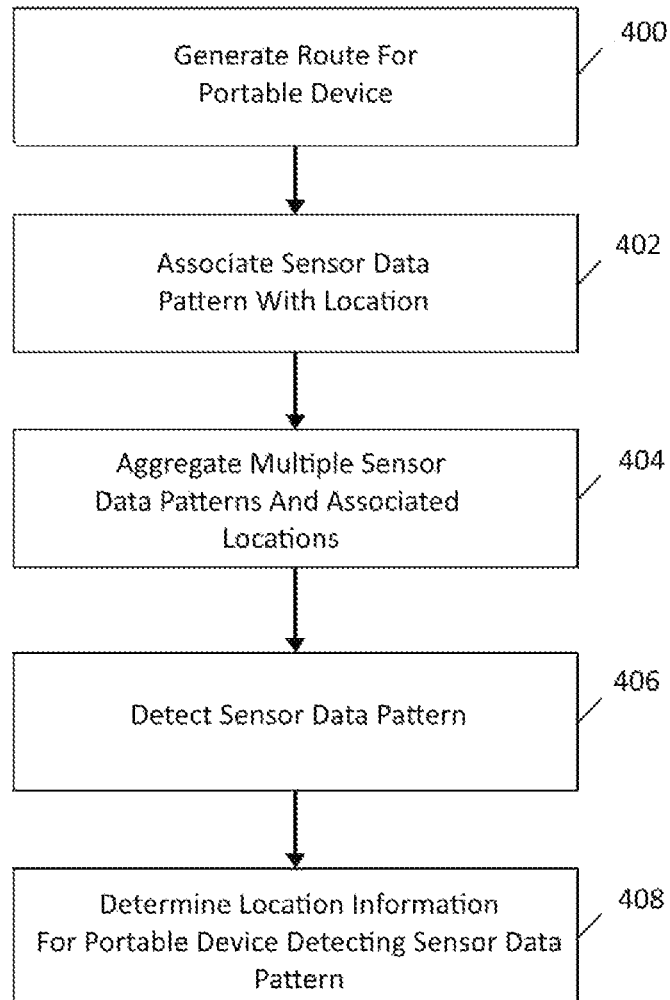 Generate Route For
Portable Device
400
Associate Sensor Data
Pattern With Location
402
Aggregate Multiple Sensor
Data Patterns And Associated
Locations
404
Detect Sensor Data Pattern
406
Determine Location Information
For Portable Device Detecting Sensor Data
Pattern
408